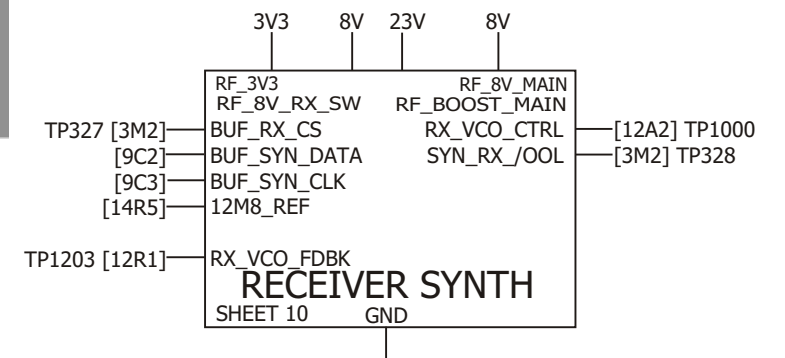 3V3 8V 23V 8V
RF_3V3 RF_8V_MAIN
RF_8V_RX_SW RF_BOOST_MAIN
TP327 [3M2] BUF_RX_CS RX_VCO_CTRL [12A2] TP1000
[9C2] BUF_SYN_DATA SYN_RX_/OOL [3M2] TP328
[9C3] BUF_SYN_CLK
[14R5] 12M8_REF
TP1203 [12R1] RX_VCO_FDBK
RECEIVER SYNTH
SHEET 10 GND